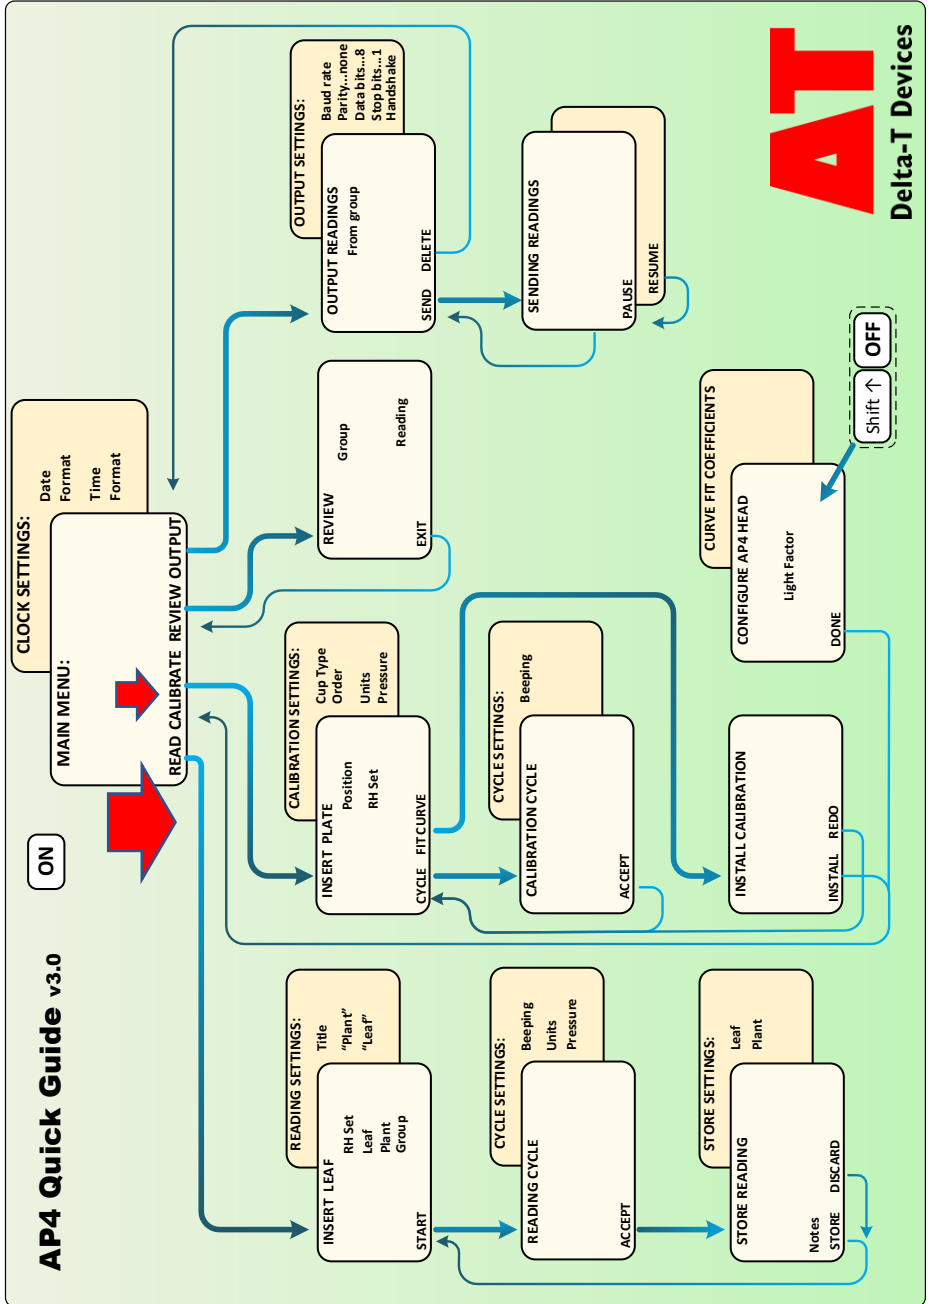 AP4 Quick Guide v3.0
ON
CLOCK SETTINGS:
Date
Format
Time
Format
MAIN MENU:
READ CALIBRATE REVIEW OUTPUT
READING SETTINGS:
Title
“Plant”
“Leaf”
INSERT LEAF
RH Set
Leaf
Plant
Group
START
CYCLE SETTINGS:
Beeping
Units
Pressure
READING CYCLE
ACCEPT
STORE SETTINGS:
Leaf
Plant
STORE READING
Notes
STORE DISCARD
CALIBRATION SETTINGS:
Cup Type
Order
Units
Pressure
INSERT PLATE
Position
RH Set
CYCLE FIT CURVE
CYCLE SETTINGS:
Beeping
CALIBRATION CYCLE
ACCEPT
INSTALL CALIBRATION
INSTALL REDO
REVIEW
Group
Reading
EXIT
CURVE FIT COEFFICIENTS
CONFIGURE AP4 HEAD
Light Factor
DONE
Shift ↑ OFF
OUTPUT SETTINGS:
Baud rate
Parity...none
Data bits...8
Stop bits...1
Handshake
OUTPUT READINGS
From group
SEND DELETE
SENDING READINGS
PAUSE
RESUME
AT
Delta-T Devices